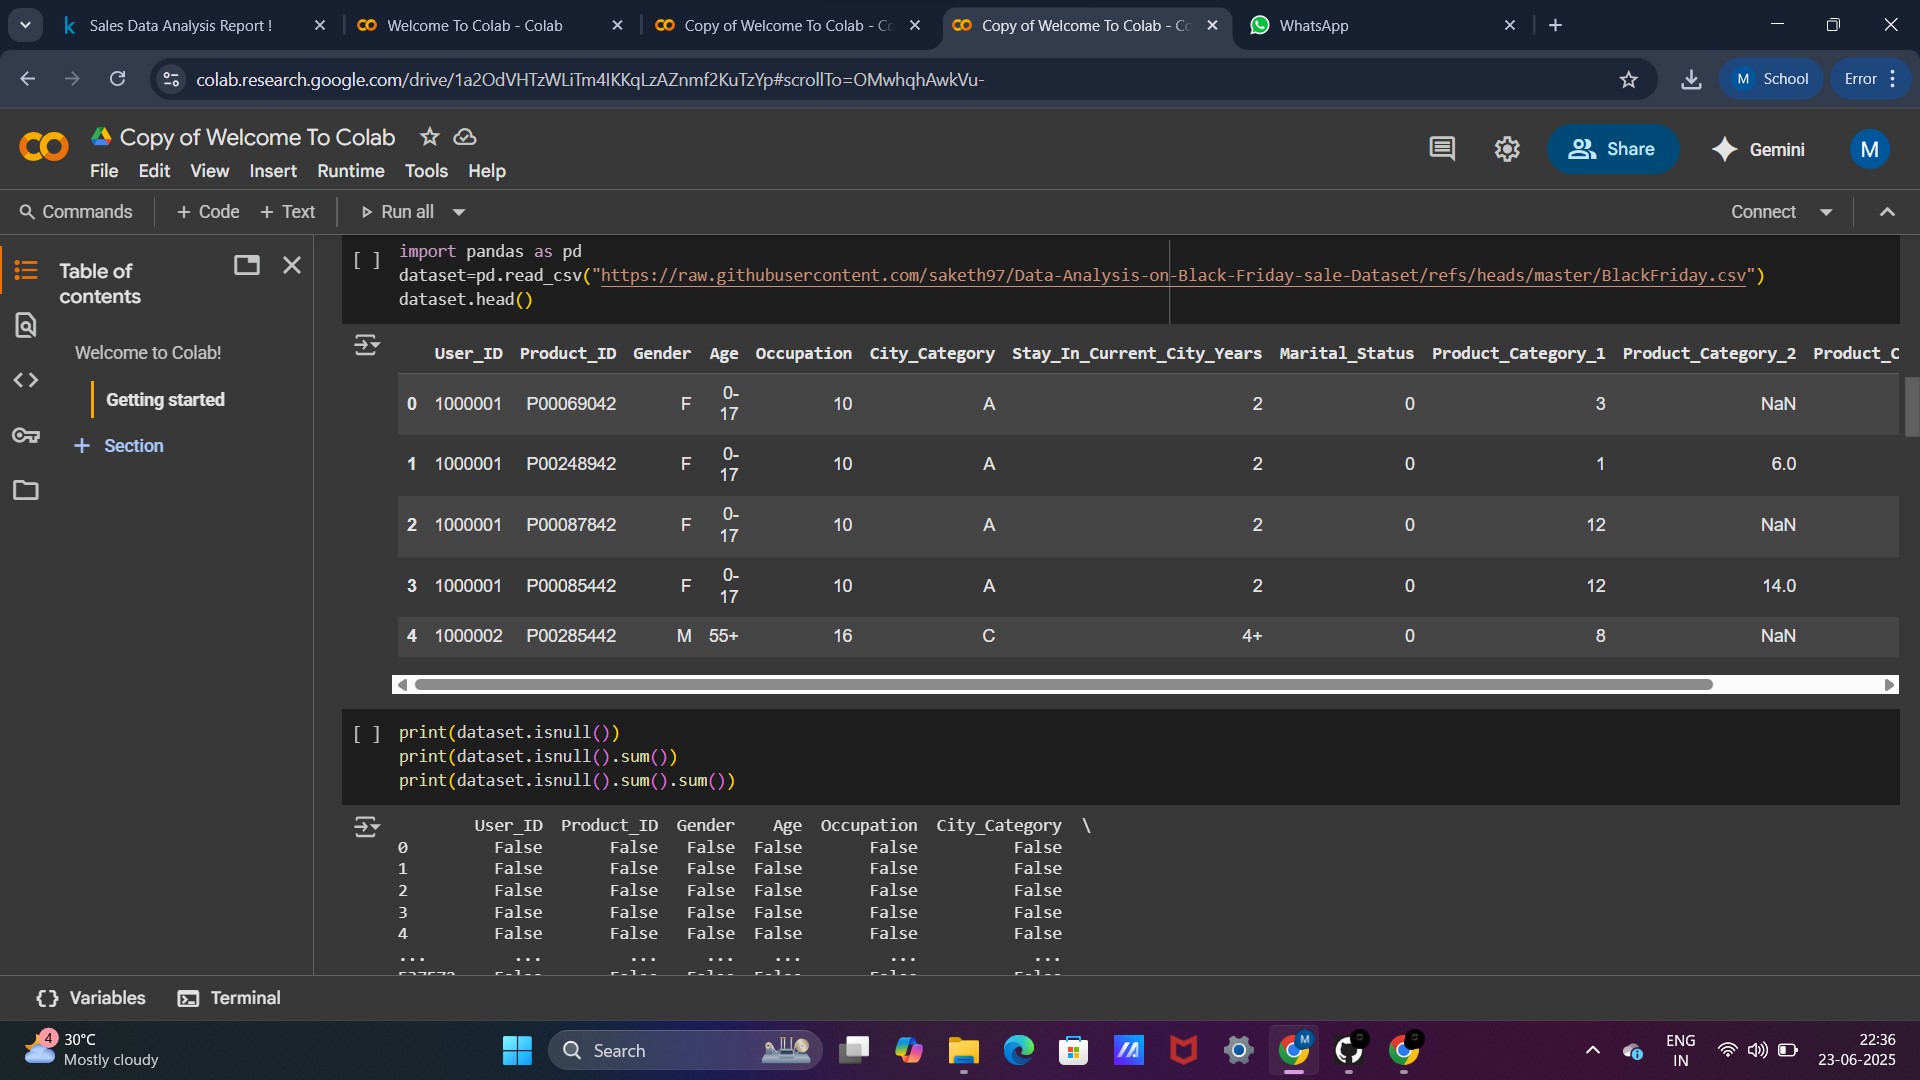 Sales Data Analysis Report !
Welcome To Colab - Colab
Copy of Welcome To Colab - Co
Copy of Welcome To Colab - Co
WhatsApp
colab.research.google.com/drive/1a2OdVHTzWLiTm4IKKqLzAZnmf2KuTzYp#scrollTo=OMwhqhAwkVu-
M School
Error
Copy of Welcome To Colab
File Edit View Insert Runtime Tools Help
Share
Gemini
M
Commands
+ Code + Text
Run all
Connect
Table of
contents
Welcome to Colab!
Getting started
+ Section
[ ] import pandas as pd
dataset=pd.read_csv("https://raw.githubusercontent.com/saketh97/Data-Analysis-on-Black-Friday-sale-Dataset/refs/heads/master/BlackFriday.csv")
dataset.head()
User_ID Product_ID Gender Age Occupation City_Category Stay_In_Current_City_Years Marital_Status Product_Category_1 Product_Category_2 Product_C
0 1000001 P00069042 F 0-17 10 A 2 0 3 NaN
1 1000001 P00248942 F 0-17 10 A 2 0 1 6.0
2 1000001 P00087842 F 0-17 10 A 2 0 12 NaN
3 1000001 P00085442 F 0-17 10 A 2 0 12 14.0
4 1000002 P00285442 M 55+ 16 C 4+ 0 8 NaN
[ ] print(dataset.isnull())
print(dataset.isnull().sum())
print(dataset.isnull().sum().sum())
User_ID Product_ID Gender Age Occupation City_Category \
0 False False False False False False
1 False False False False False False
2 False False False False False False
3 False False False False False False
4 False False False False False False
... ... ... ... ... ... ...
Variables
Terminal
4
30°C
Mostly cloudy
Search
M
ENG
IN
22:36
23-06-2025